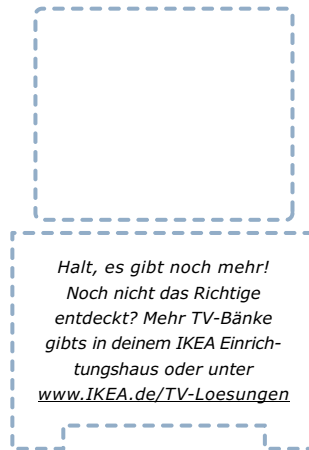 Halt, es gibt noch mehr!
Noch nicht das Richtige
entdeckt? Mehr TV-Bänke
gibts in deinem IKEA Einrich-
tungshaus oder unter
www.IKEA.de/TV-Loesungen